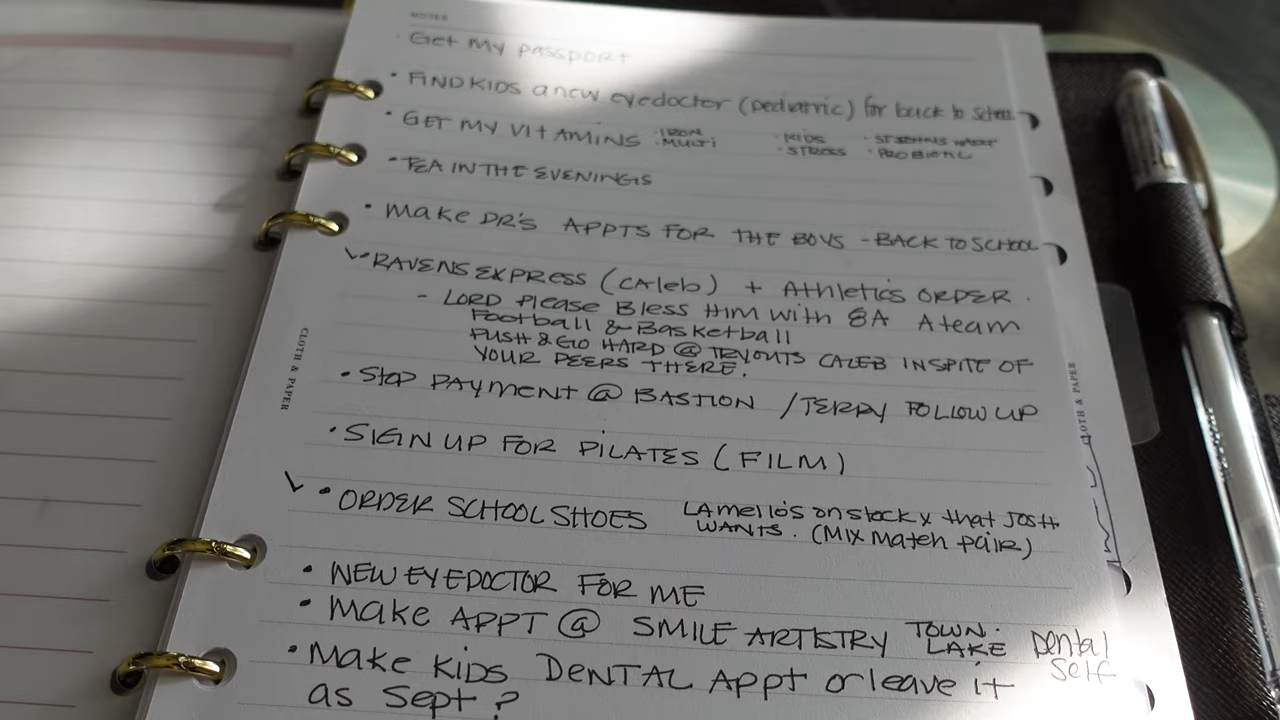 NOTES
· Get My passport
· FIND KIDS a new eyedoctor (pediatric) for back to school
· GET MY VITAMINS · IRON · MULTI · KIDS · STRESS · PROBIOTIC
· TEA IN THE EVENINGS
· Make DR'S APPTS FOR THE BOYS - BACK TO SCHOOL
✓ · RAVENS EXPRESS (Caleb) + Athletics ORDER.
- LORD Please Bless Him with 8A A team
Football & Basketball
PUSH & GO HARD @ TRYOUTS CALEB INSPITE OF
YOUR PEERS THERE.
· Stop PAYMENT @ BASTION / TERRY FOLLOW UP
· SIGN UP FOR PILATES (FILM)
✓ · ORDER SCHOOL SHOES LAmello's on stock x that Josh
WANTS. (MIX Match pair)
· NEW EYEDOCTOR FOR ME
· Make APPT @ SMILE ARTISTRY TOWN LAKE Dental Self
· Make KIDS DENTAL Appt or leave it
as Sept?
CLOTH & PAPER
CLOTH & PAPER